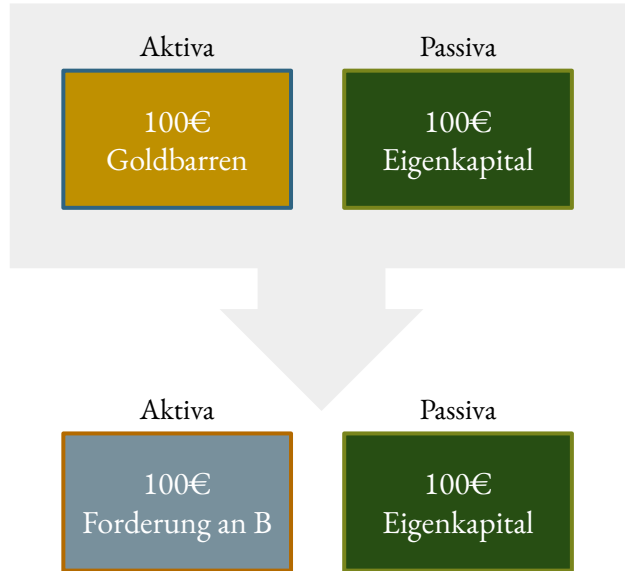 Aktiva
Passiva
100€
Goldbarren
100€
Eigenkapital
Aktiva
Passiva
100€
Forderung an B
100€
Eigenkapital